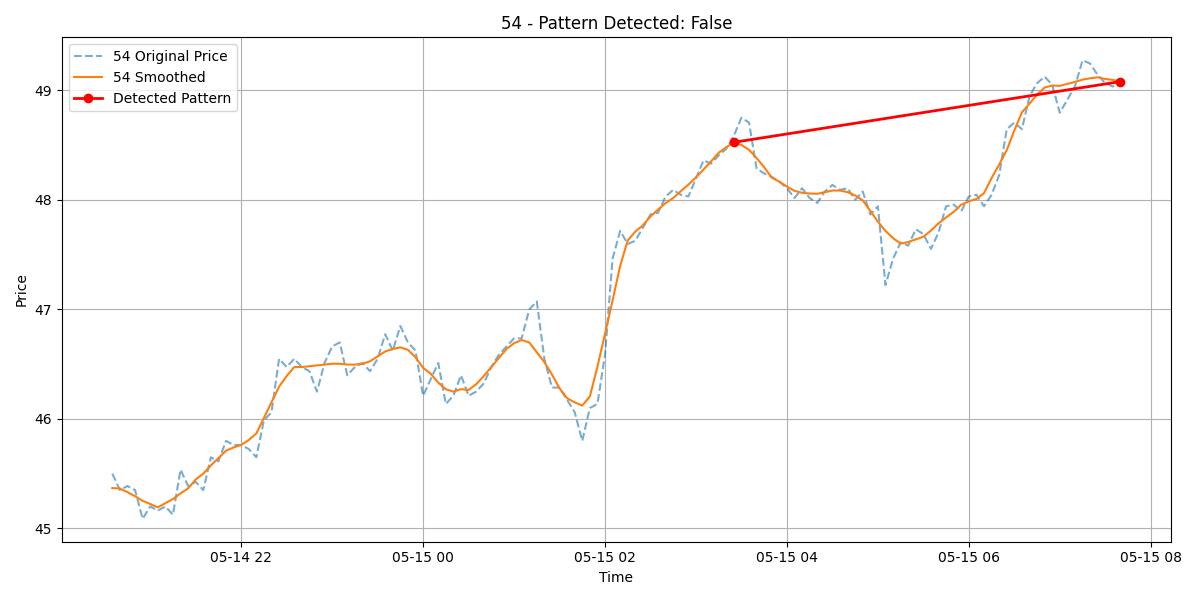 54 - Pattern Detected: False
54 Original Price
54 Smoothed
Detected Pattern
Price
49
48
47
46
45
05-14 22
05-15 00
05-15 02
05-15 04
05-15 06
05-15 08
Time